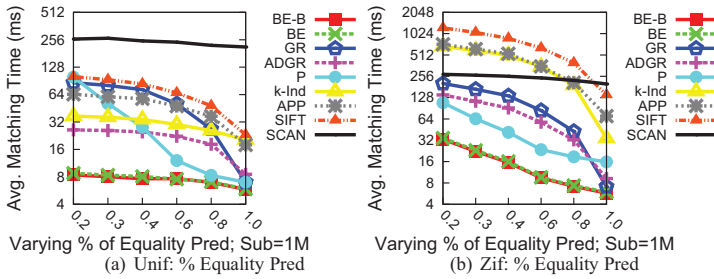 Avg. Matching Time (ms)
512
256
128
64
32
16
8
4
0.2
0.3
0.4
0.6
0.8
1.0
Varying % of Equality Pred; Sub=1M
(a) Unif: % Equality Pred
BE-B
BE
GR
ADGR
P
k-Ind
APP
SIFT
SCAN
Avg. Matching Time (ms)
2048
1024
512
256
128
64
32
16
8
4
0.2
0.3
0.4
0.6
0.8
1.0
Varying % of Equality Pred; Sub=1M
(b) Zif: % Equality Pred
BE-B
BE
GR
ADGR
P
k-Ind
APP
SIFT
SCAN